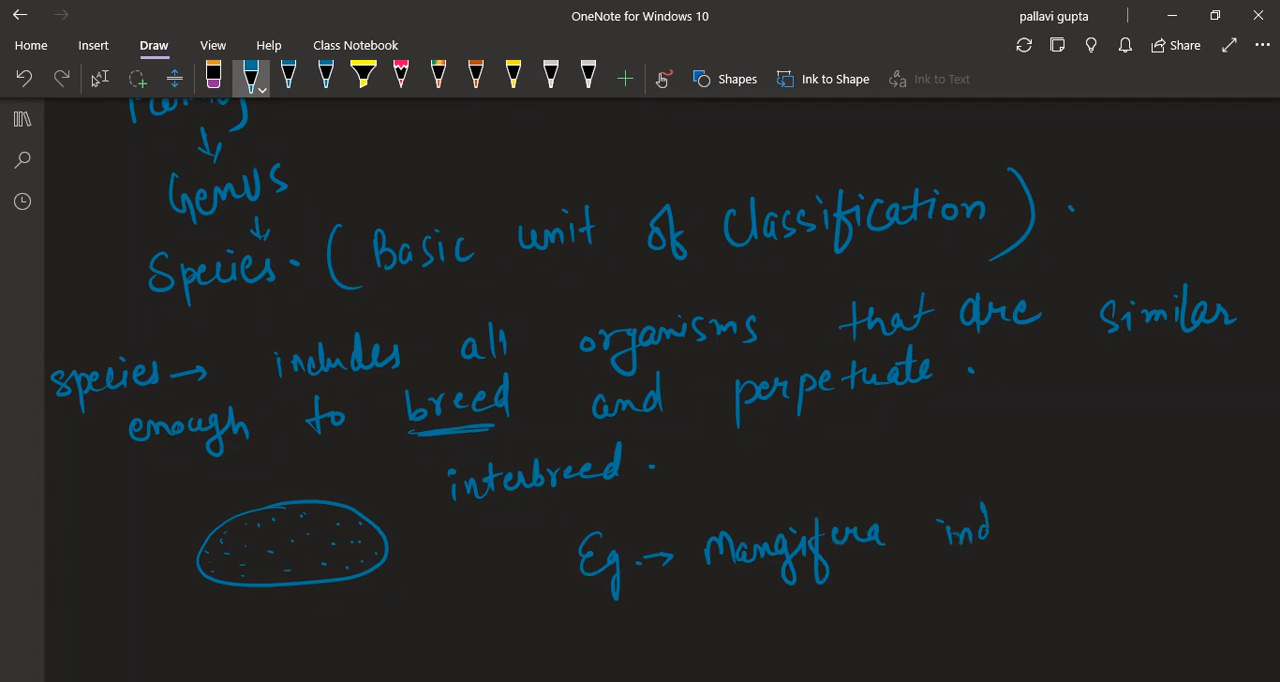 OneNote for Windows 10
pallavi gupta
Home Insert Draw View Help Class Notebook
Share
Shapes Ink to Shape Ink to Text
Genus
Species. (Basic unit of Classification).
species → includes all organisms that are similar
enough to breed and perpetuate.
interbreed.
Eg. → Mangifera ind